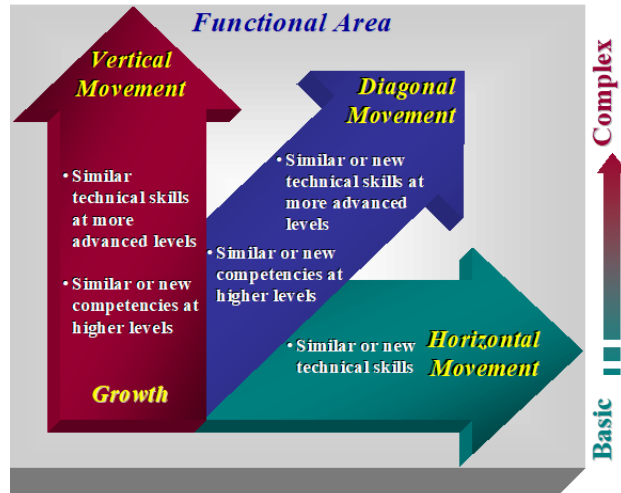 Functional Area
Vertical
Movement
• Similar
technical skills
at more
advanced levels
• Similar or new
competencies at
higher levels
Growth
Diagonal
Movement
• Similar or new
technical skills at
more advanced
levels
• Similar or new
competencies at
higher levels
• Similar or new
technical skills
Horizontal
Movement
Complex
Basic